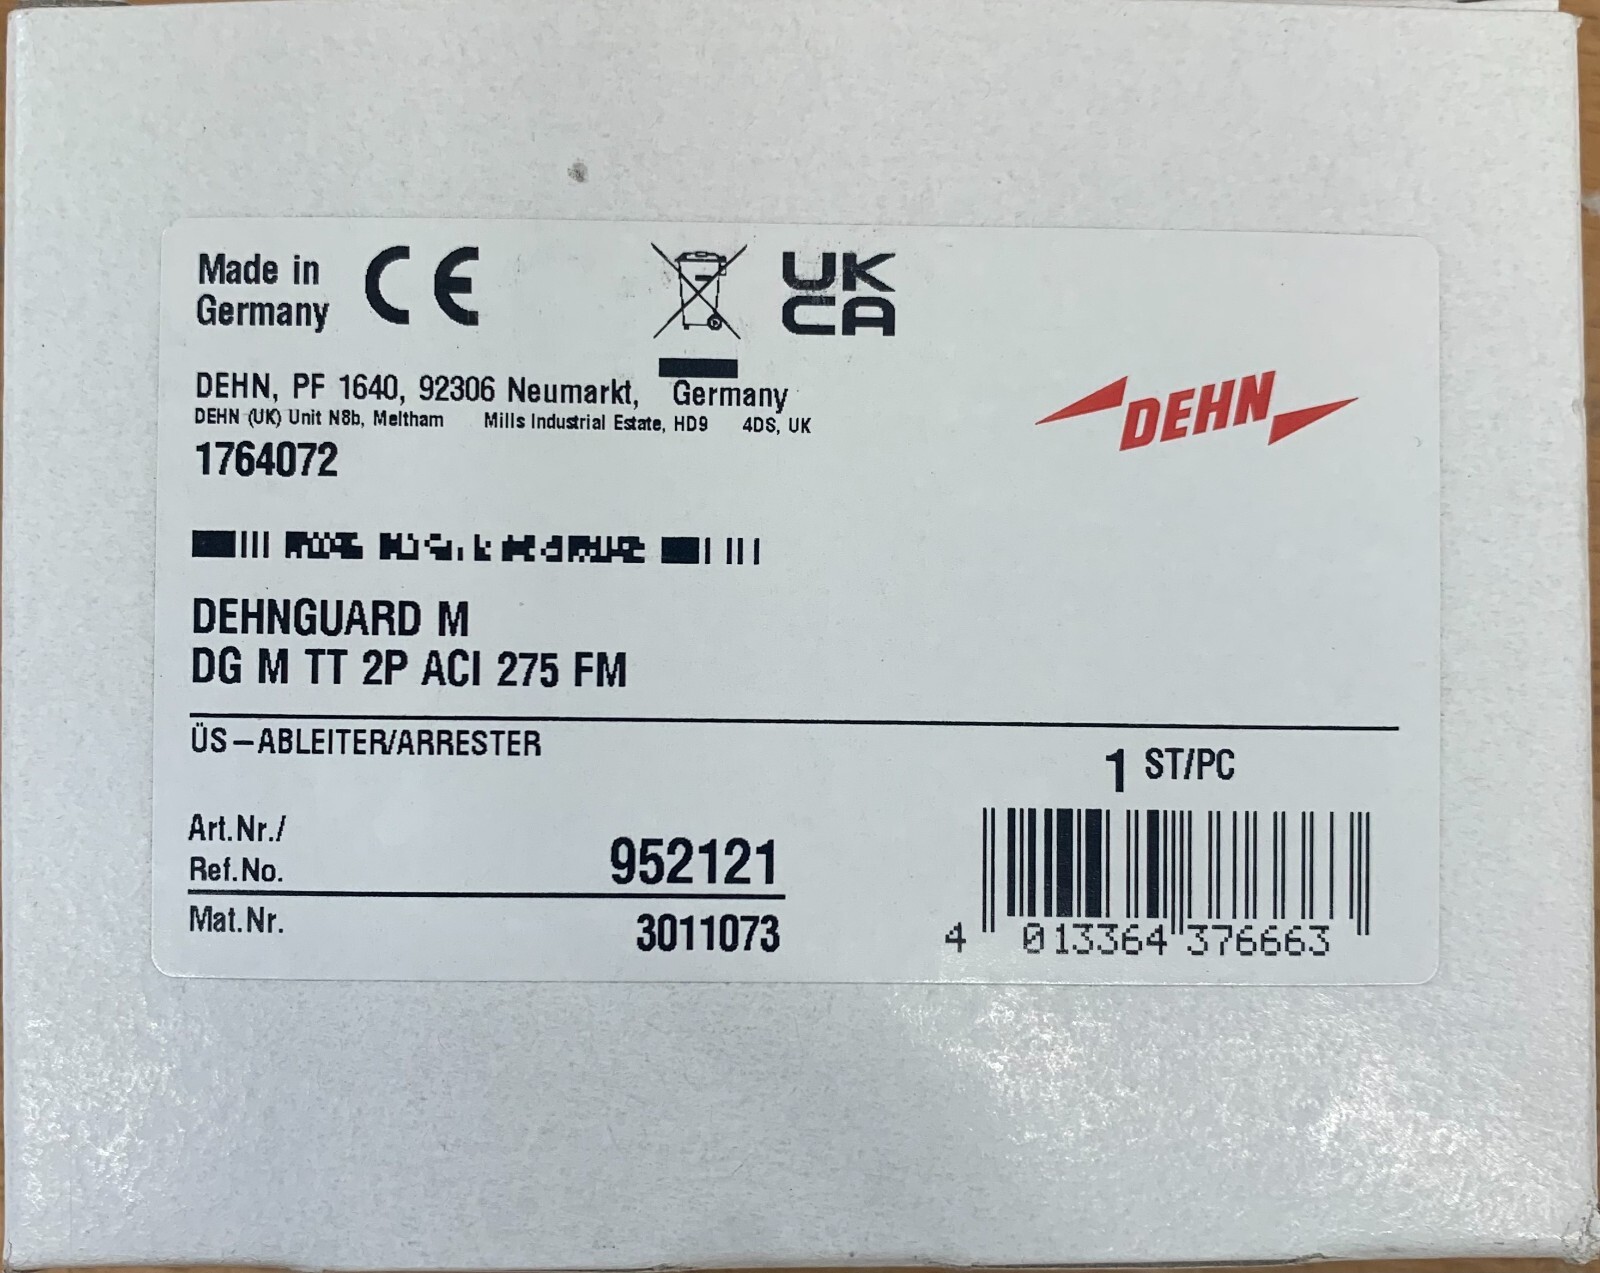 Made in
Germany
CE
UK
CA
DEHN, PF 1640, 92306 Neumarkt, Germany
DEHN (UK) Unit N8b, Meltham Mills Industrial Estate, HD9 4DS, UK
1764072
DEHN
DEHNGUARD M
DG M TT 2P ACI 275 FM
ÜS-ABLEITER/ARRESTER
1 ST/PC
Art.Nr./
Ref.No. 952121
Mat.Nr. 3011073
4 013364 376663